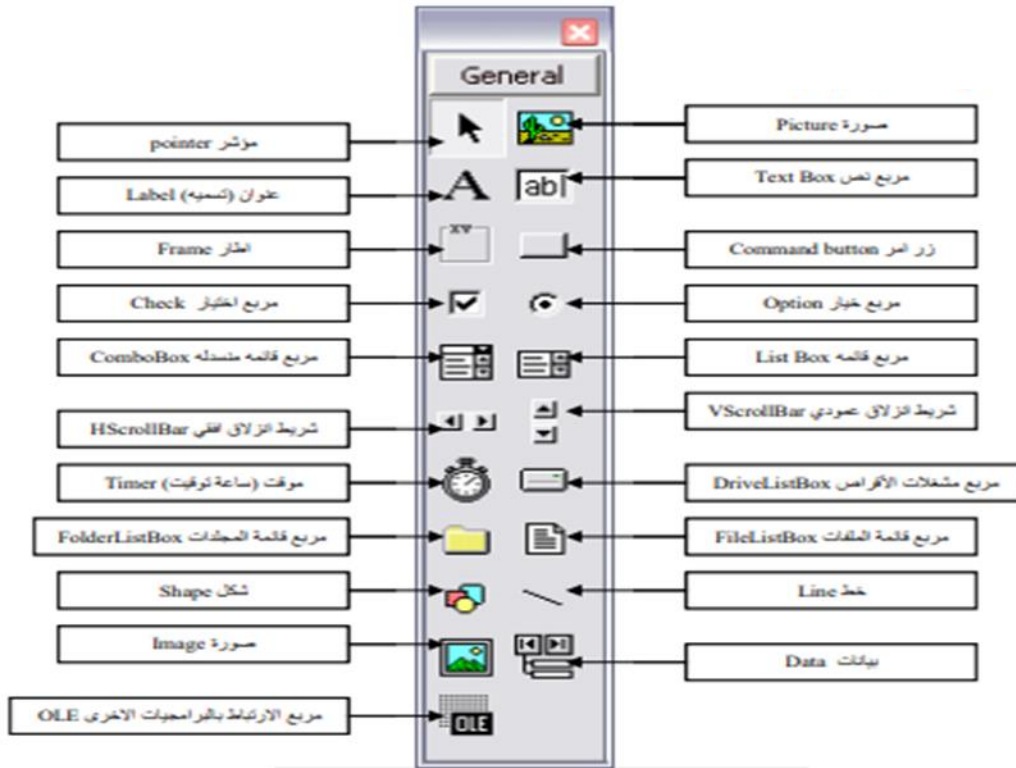 General
مؤشر pointer
صورة Picture
عنوان (تسميه) Label
مربع نص Text Box
ab
اطار Frame
XV
زر امر Command button
مربع اختيار Check
مربع خيار Option
مربع قائمه منسدله ComboBox
مربع قائمه List Box
شريط انزلاق افقي HScrollBar
شريط انزلاق عمودي VScrollBar
موقت (ساعة توقيت) Timer
مربع مشغلات الأقراص DriveListBox
مربع قائمة المجلدات FolderListBox
مربع قائمة الملفات FileListBox
شكل Shape
خط Line
صورة Image
بيانات Data
مربع الارتباط بالبرامجيات الاخرى OLE
OLE